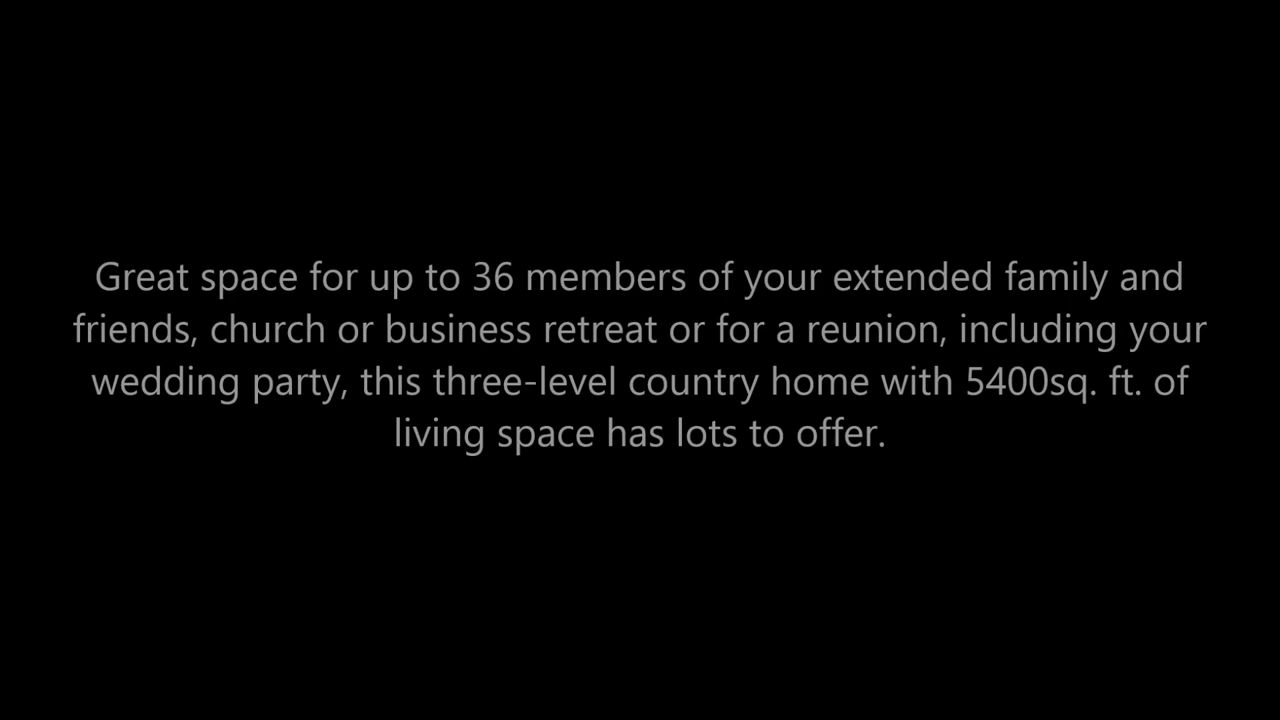 Great space for up to 36 members of your extended family and
friends, church or business retreat or for a reunion, including your
wedding party, this three-level country home with 5400sq. ft. of
living space has lots to offer.